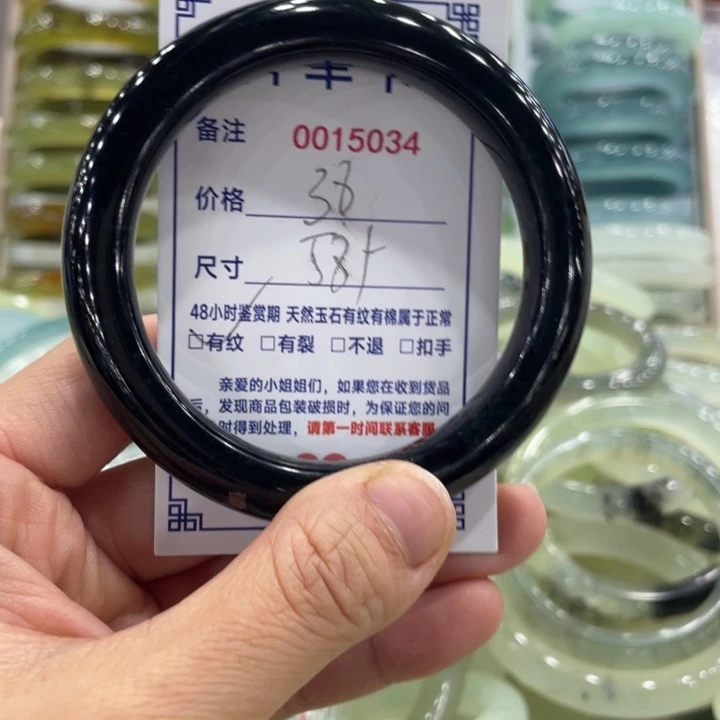 备注 0015034
价格 38
尺寸 58+
48小时鉴赏期 天然玉石有纹有棉属于正常
□有纹 □有裂 □不退 □扣手
亲爱的小姐姐们，如果您在收到货品
后，发现商品包装破损时，为保证您的问
时得到处理，请第一时间联系客服